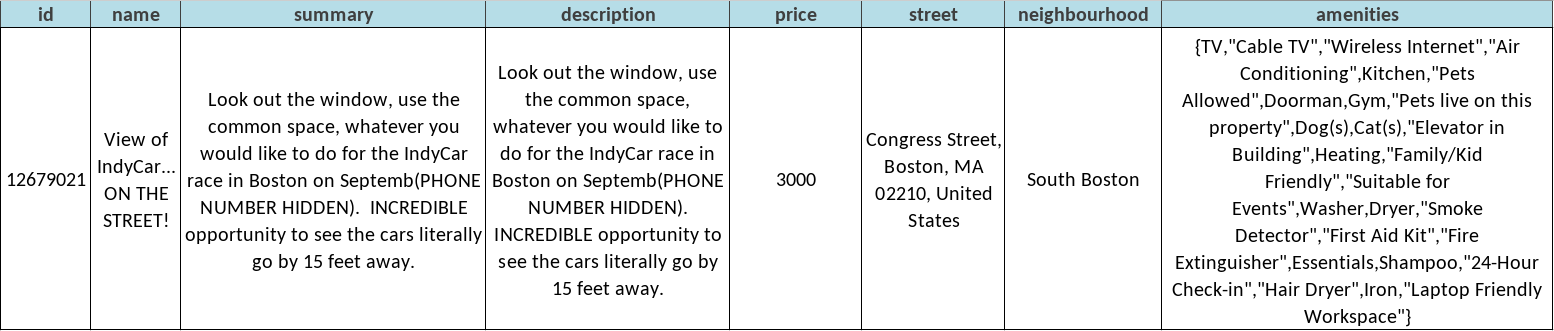 id name summary description price street neighbourhood amenities
12679021
View of
IndyCar...
ON THE
STREET!
Look out the window, use the
common space, whatever you
would like to do for the IndyCar
race in Boston on Septemb(PHONE
NUMBER HIDDEN).  INCREDIBLE
opportunity to see the cars literally
go by 15 feet away.
Look out the window, use
the common space,
whatever you would like to
do for the IndyCar race in
Boston on Septemb(PHONE
NUMBER HIDDEN).
INCREDIBLE opportunity to
see the cars literally go by
15 feet away.
3000
Congress Street,
Boston, MA
02210, United
States
South Boston
{TV,"Cable TV","Wireless Internet","Air
Conditioning",Kitchen,"Pets
Allowed",Doorman,Gym,"Pets live on this
property",Dog(s),Cat(s),"Elevator in
Building",Heating,"Family/Kid
Friendly","Suitable for
Events",Washer,Dryer,"Smoke
Detector","First Aid Kit","Fire
Extinguisher",Essentials,Shampoo,"24-Hour
Check-in","Hair Dryer",Iron,"Laptop Friendly
Workspace"}